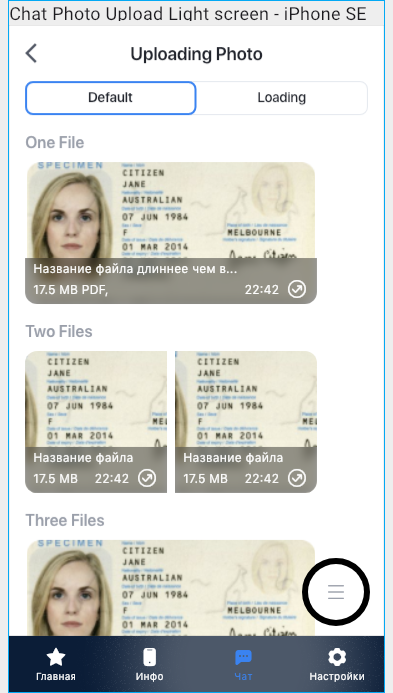 Chat Photo Upload Light screen - iPhone SE
Uploading Photo
Default
Loading
One File
SPECIMEN
CITIZEN
JANE
AUSTRALIAN
07 JUN 1984
F
MELBOURNE
01 MAR 2014
Название файла длиннее чем в...
17.5 MB PDF,
22:42
Two Files
CITIZEN
JANE
AUSTRALIAN
07 JUN 1984
F
01 MAR 2014
Название файла
17.5 MB
22:42
CITIZEN
JANE
AUSTRALIAN
07 JUN 1984
F
01 MAR 2014
Название файла
17.5 MB
22:42
Three Files
SPECIMEN
CITIZEN
JANE
AUSTRALIAN
07 JUN 1984
F
Главная
Инфо
Чат
Настройки